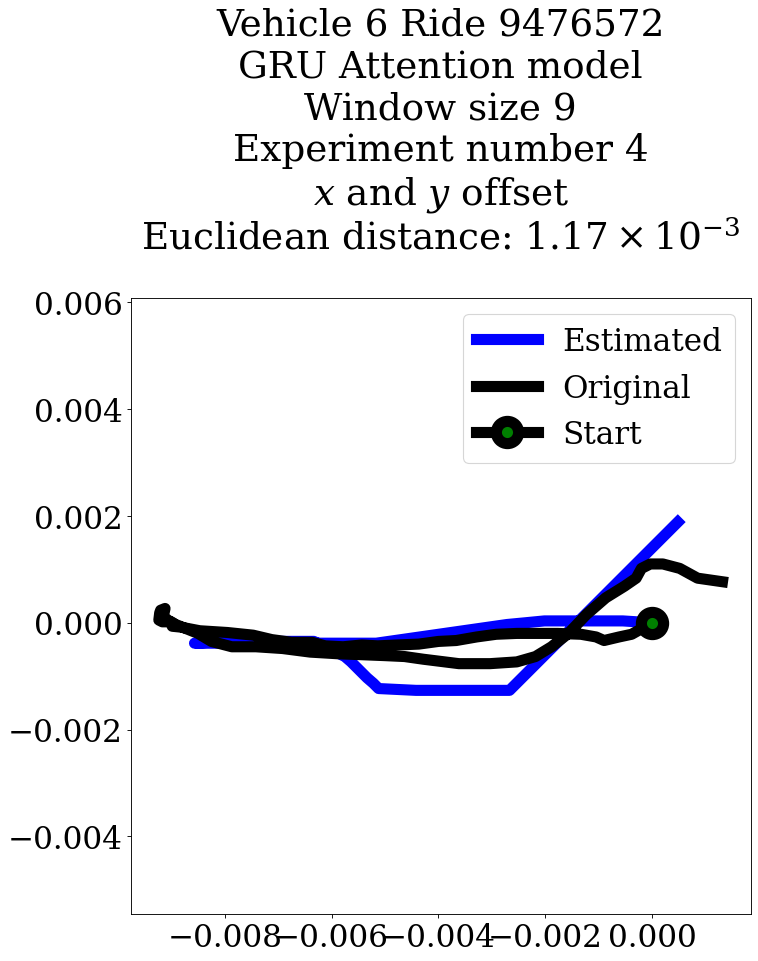 Vehicle 6 Ride 9476572
GRU Attention model
Window size 9
Experiment number 4
x and y offset
Euclidean distance: 1.17 × 10⁻³
0.006
0.004
0.002
0.000
−0.002
−0.004
Estimated
Original
Start
−0.008 −0.006 −0.004 −0.002 0.000